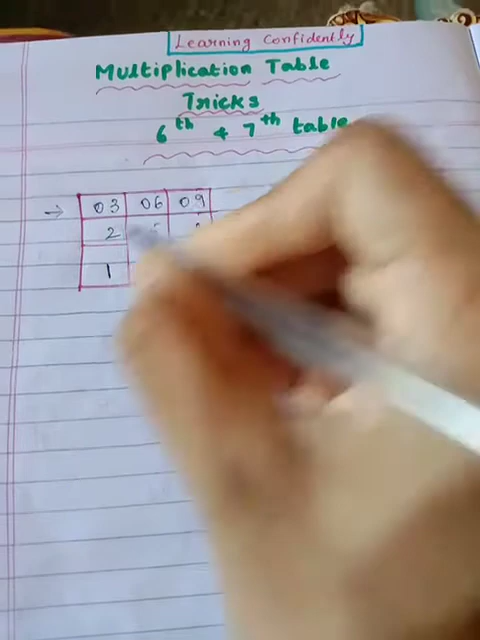 Learning Confidently
Multiplication Table
Tricks
6th & 7th table
→ 03 06 09
2
1